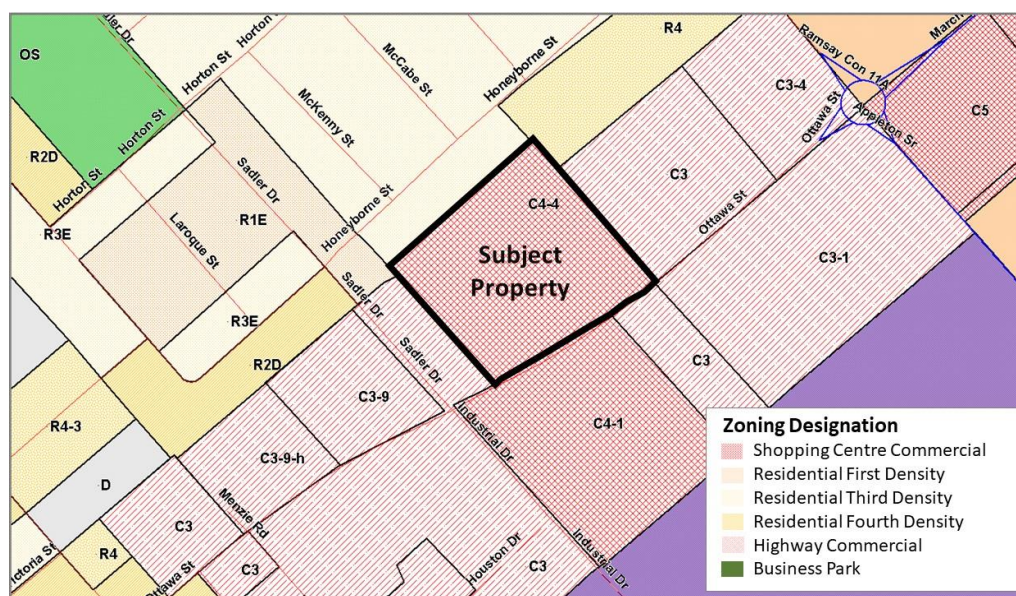 OS
Horton St
Horton St
McCabe St
Honeyborne St
R4
Ramsay Con 11A
March
C3-4
Ottawa St
Appleton Sr
C5
Horton St
McKenny St
R2D
Horton St
Sadler Dr
C4-4
C3
Ottawa St
R3E
Laroque St
R1E
Honeyborne St
Subject
Property
C3-1
R3E
Sadler Dr
R2D
Sadler Dr
C3
C3-9
R4-3
Industrial Dr
C4-1
C3-9-h
D
Menzie Rd
C3
R4
Ottawa St
C3
Houston Dr
C3
Industrial Dr
Zoning Designation
Shopping Centre Commercial
Residential First Density
Residential Third Density
Residential Fourth Density
Highway Commercial
Business Park